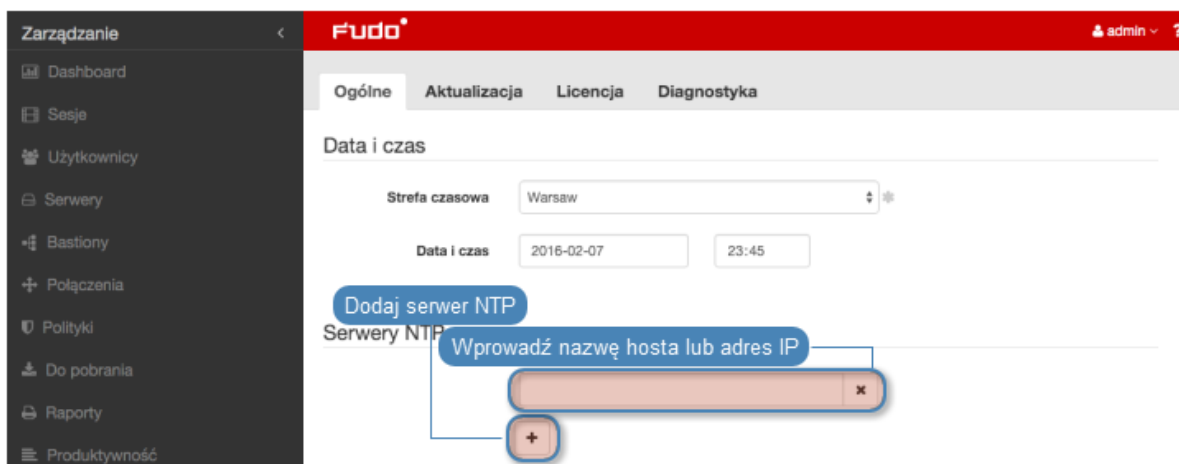 Zarządzanie
Fudo
admin
?
Dashboard
Sesje
Użytkownicy
Serwery
Bastiony
Połączenia
Polityki
Do pobrania
Raporty
Produktywność
Ogólne Aktualizacja Licencja Diagnostyka
Data i czas
Strefa czasowa Warsaw
Data i czas 2016-02-07 23:45
Dodaj serwer NTP
Serwery NTP
Wprowadź nazwę hosta lub adres IP